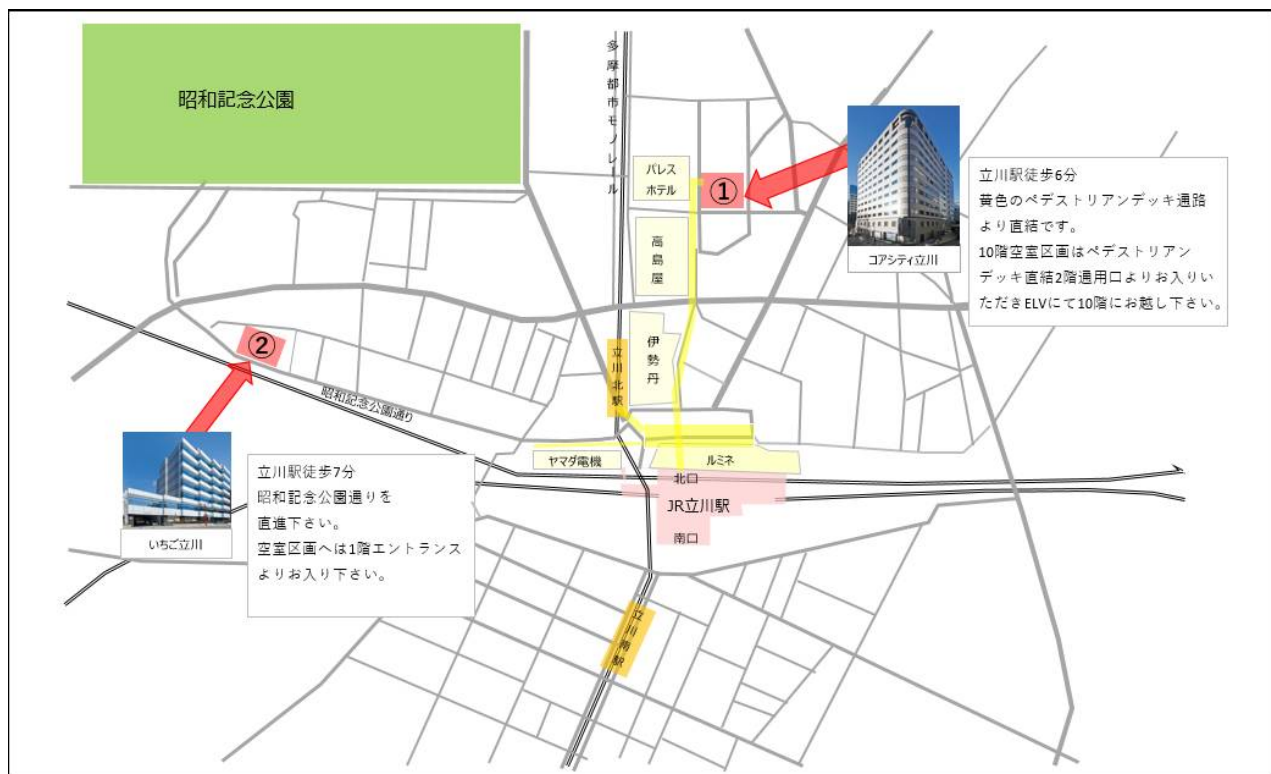 昭和記念公園
多摩都市モノレール
パレス
ホテル
①
高島屋
伊勢丹
立川北駅
コアシティ立川
立川駅徒歩6分
黄色のペデストリアンデッキ通路
より直結です。
10階空室区画はペデストリアン
デッキ直結2階通用口よりお入りい
ただきELVにて10階にお越し下さい。
②
昭和記念公園通り
いちご立川
立川駅徒歩7分
昭和記念公園通りを
直進下さい。
空室区画へは1階エントランス
よりお入り下さい。
ヤマダ電機
ルミネ
北口
JR立川駅
南口
立川南駅